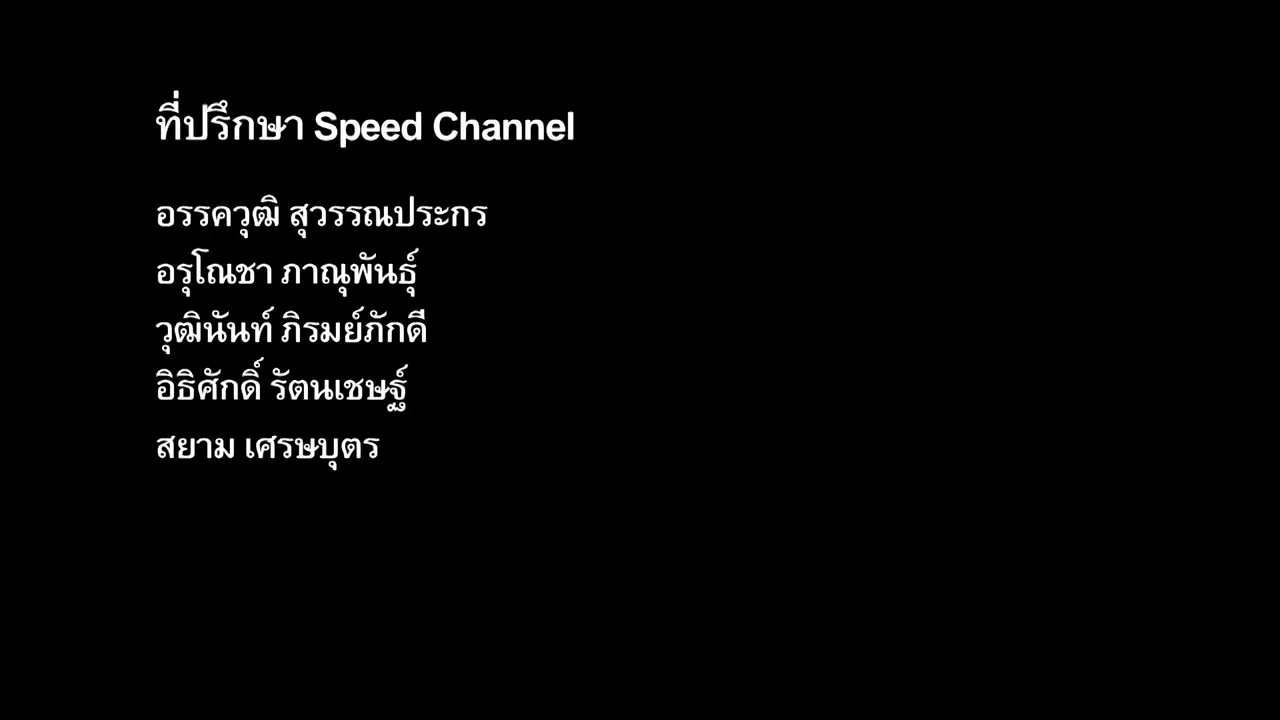 ที่ปรึกษา Speed Channel
อรรควุฒิ สุวรรณประกร
อรุโณชา ภาณุพันธุ์
วุฒินันท์ ภิรมย์ภักดี
อิธิศักดิ์ รัตนเชษฐ์
สยาม เศรษบุตร